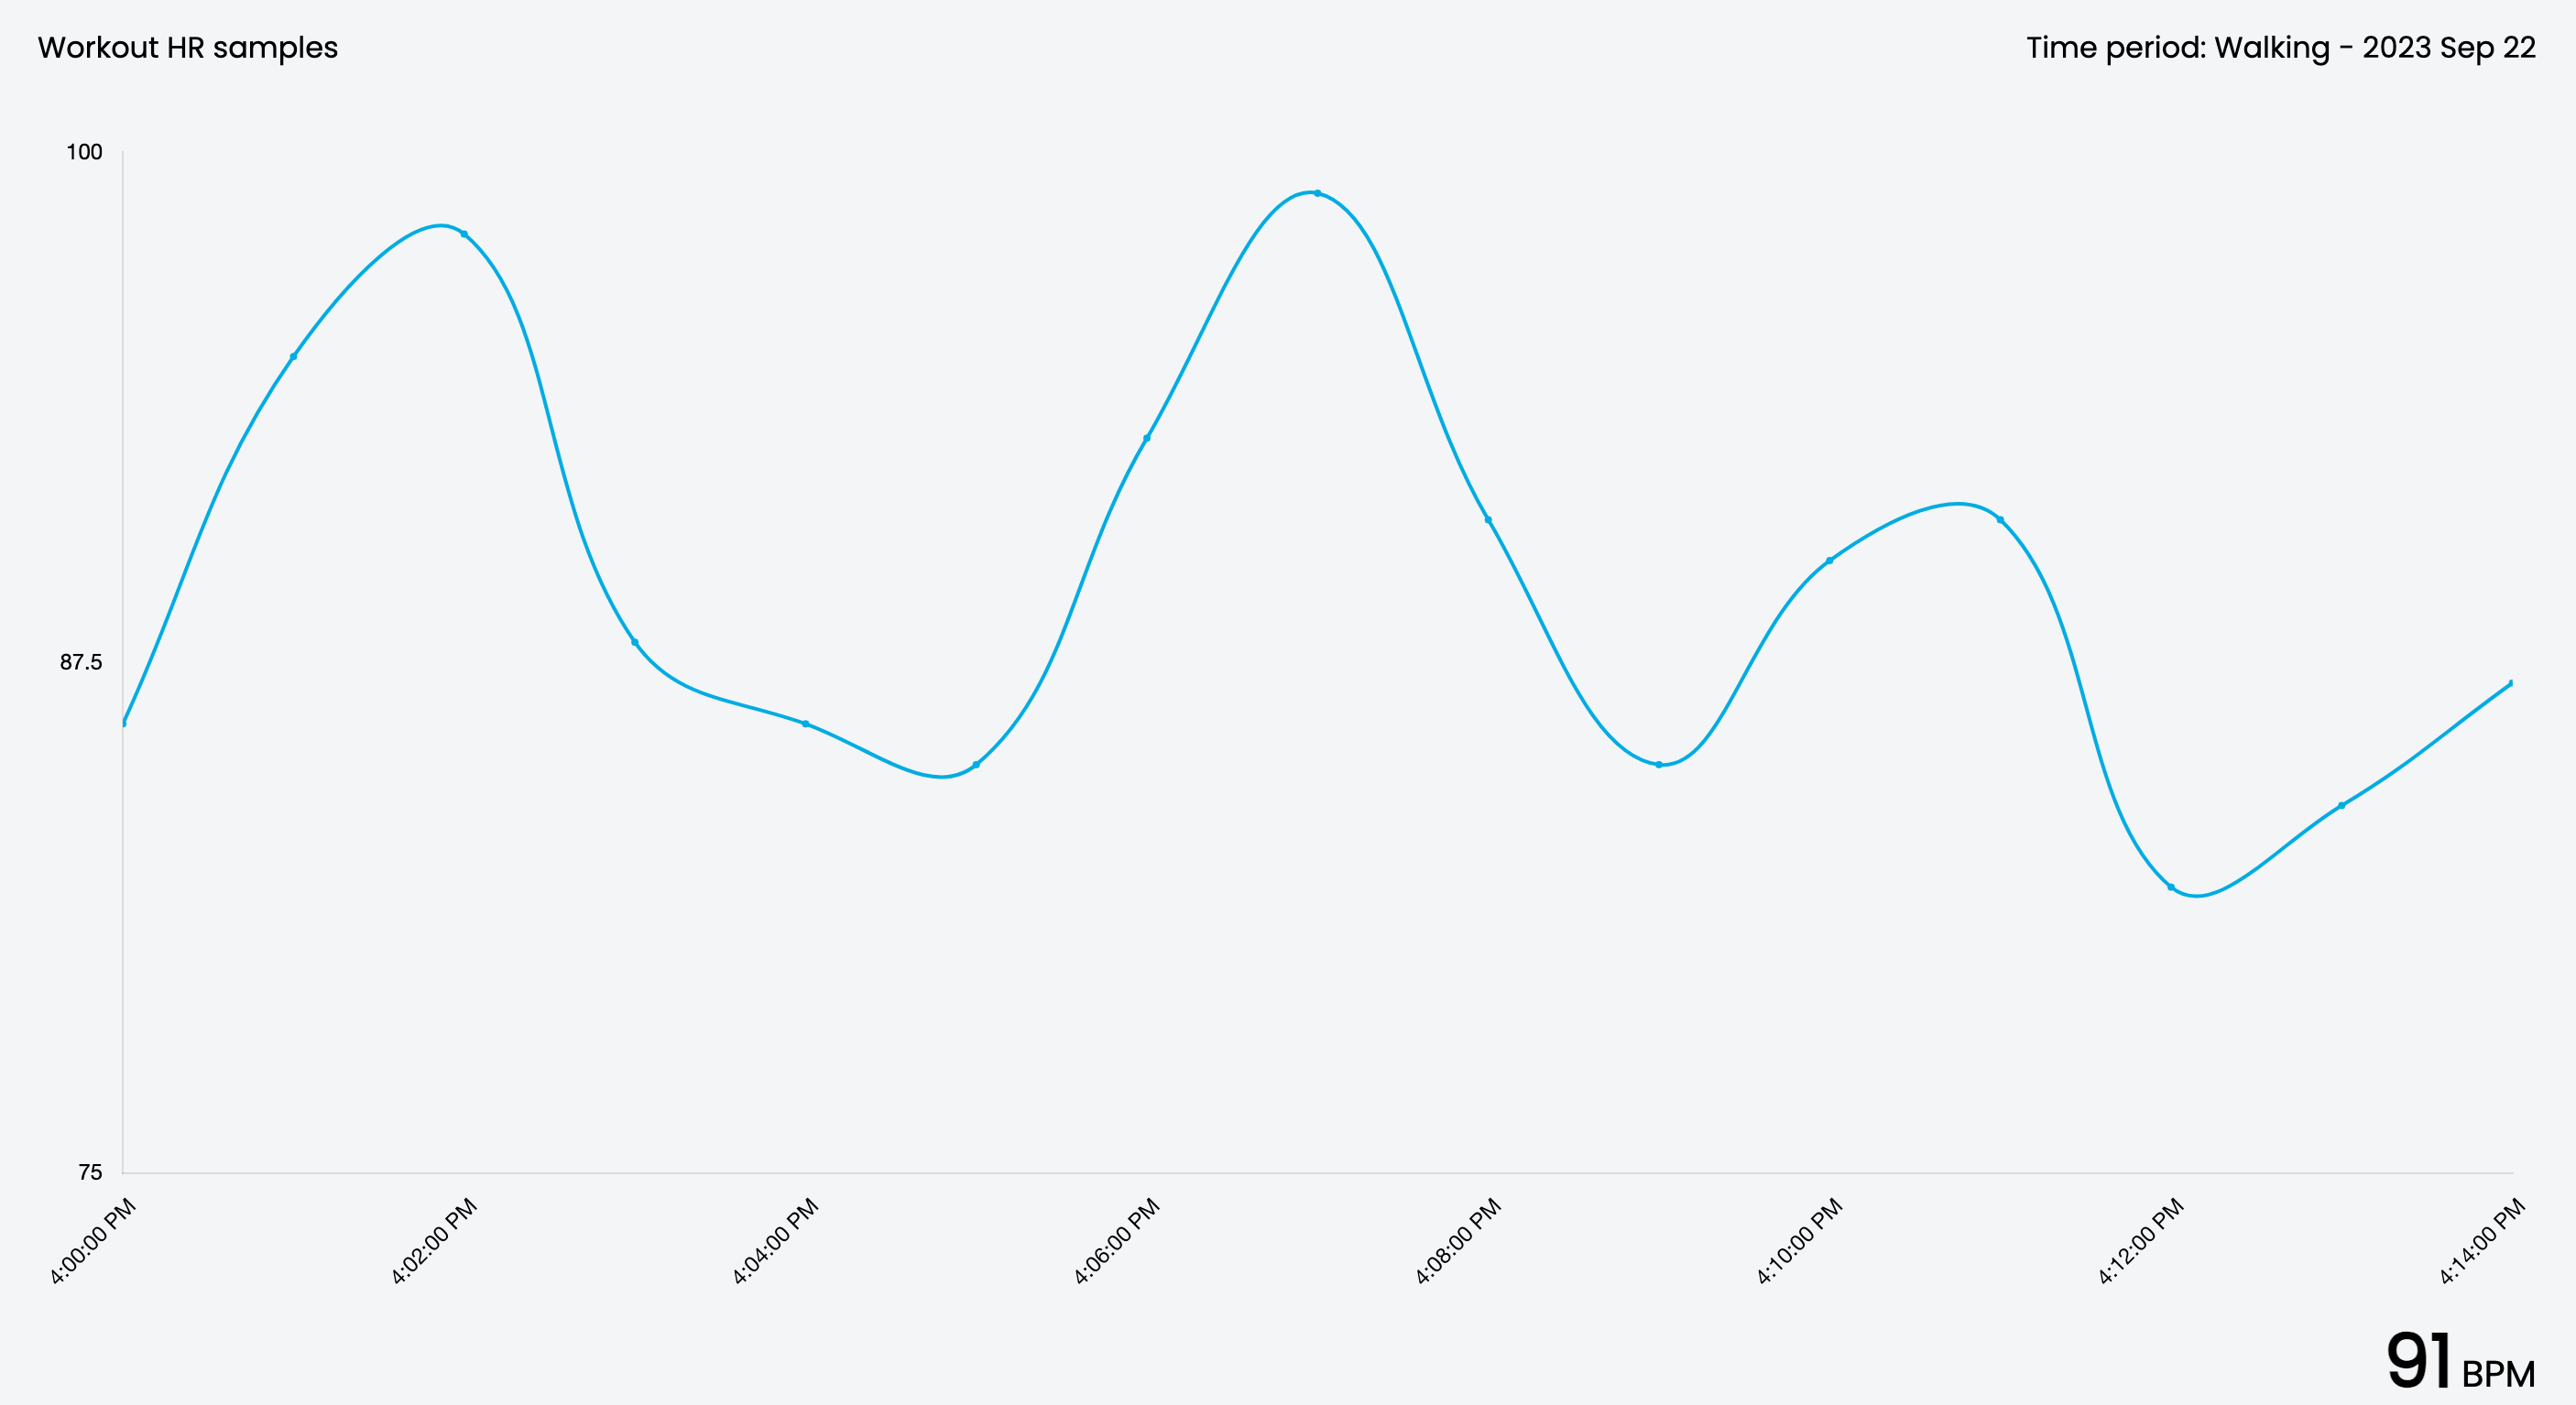 Workout HR samples
Time period: Walking - 2023 Sep 22
100
87.5
75
4:00:00 PM
4:02:00 PM
4:04:00 PM
4:06:00 PM
4:08:00 PM
4:10:00 PM
4:12:00 PM
4:14:00 PM
91 BPM